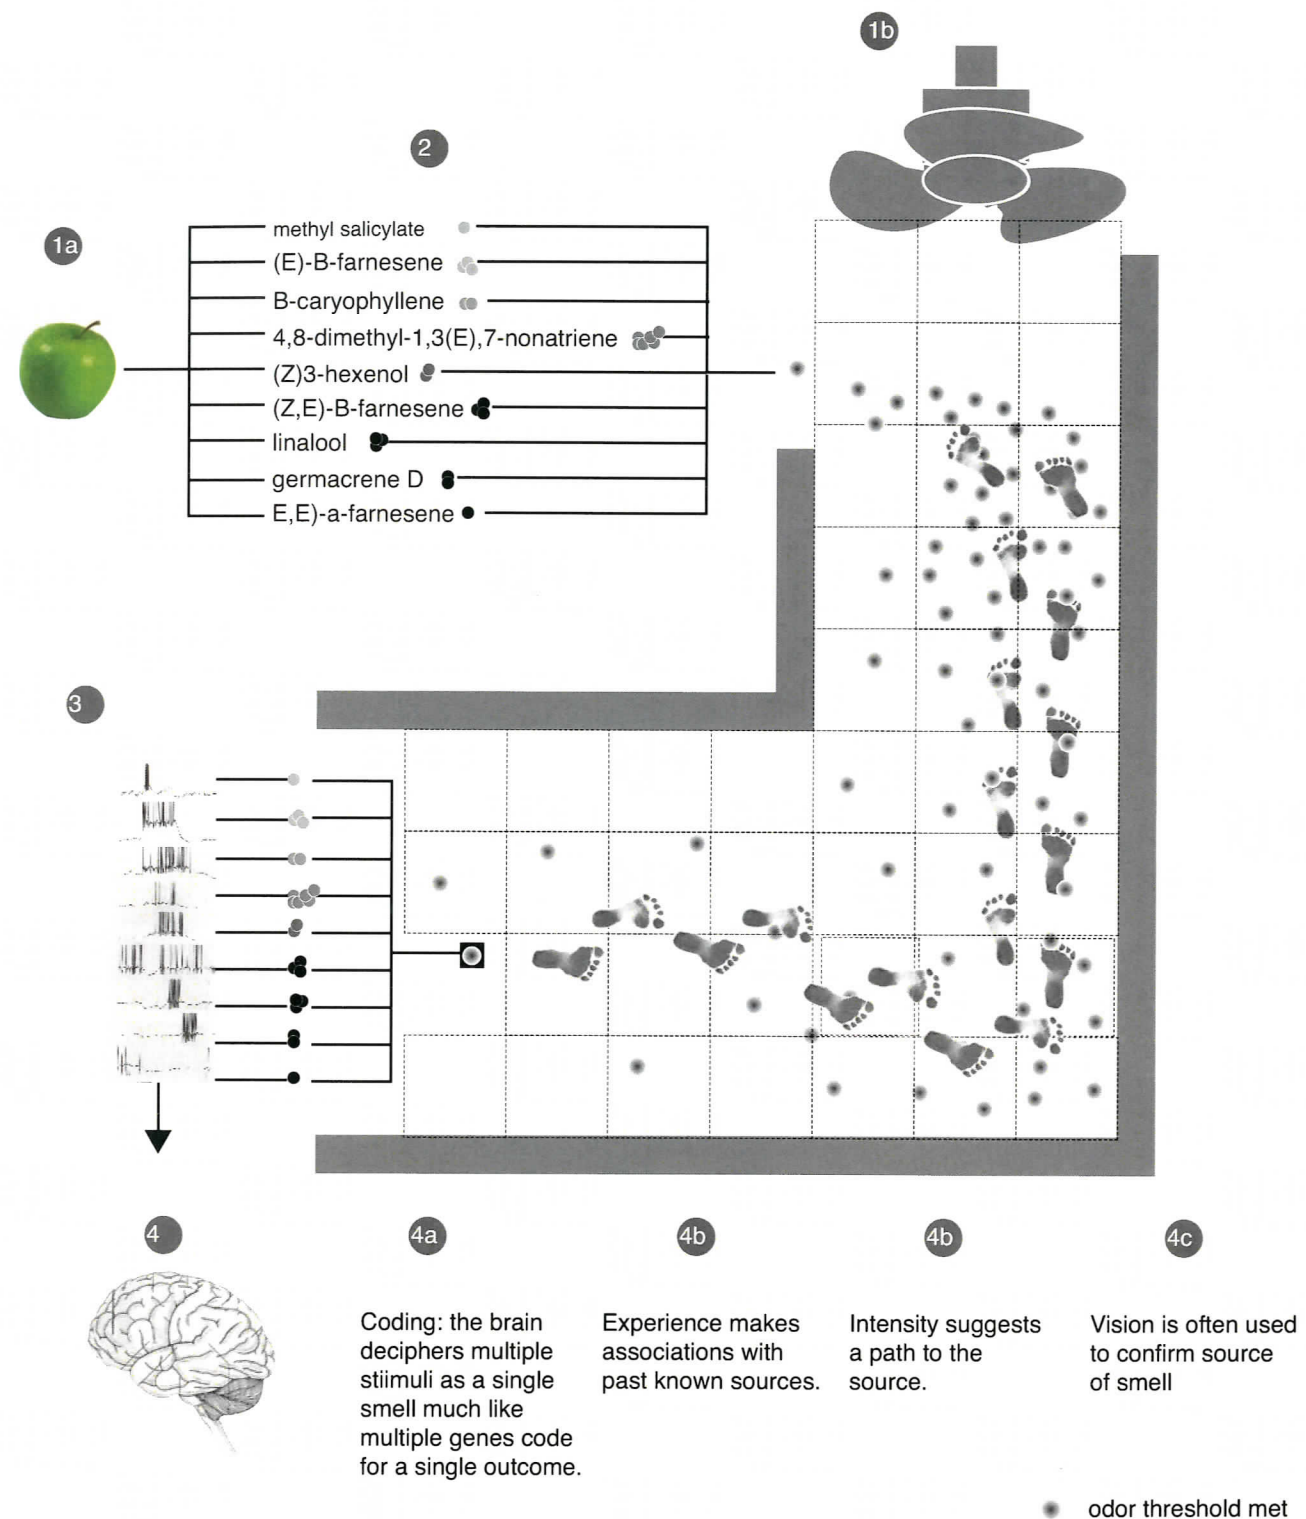 1b
2
1a
methyl salicylate
(E)-B-farnesene
B-caryophyllene
4,8-dimethyl-1,3(E),7-nonatriene
(Z)3-hexenol
(Z,E)-B-farnesene
linalool
germacrene D
E,E)-a-farnesene
3
4
4a
4b
4b
4c
Coding: the brain
deciphers multiple
stiimuli as a single
smell much like
multiple genes code
for a single outcome.
Experience makes
associations with
past known sources.
Intensity suggests
a path to the
source.
Vision is often used
to confirm source
of smell
odor threshold met